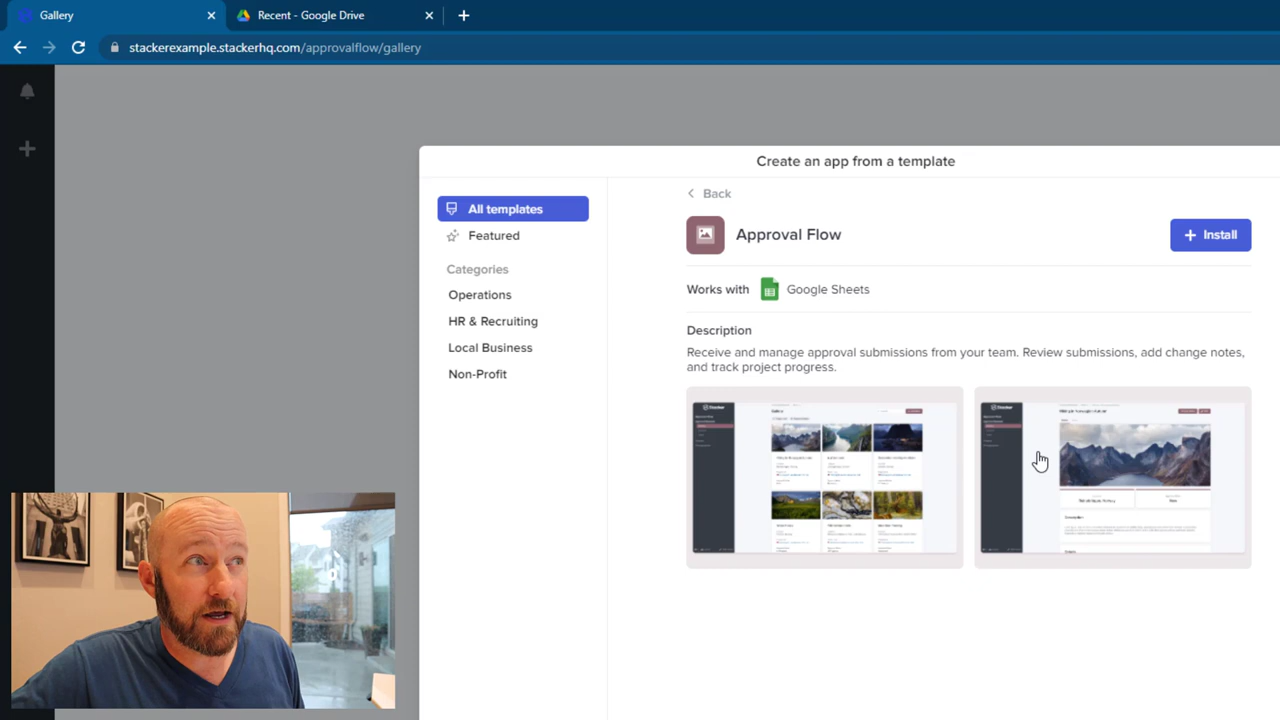 Gallery
Recent - Google Drive
stackerexample.stackerhq.com/approvalflow/gallery
Create an app from a template
All templates
Featured
Categories
Operations
HR & Recruiting
Local Business
Non-Profit
Back
Approval Flow
Install
Works with Google Sheets
Description
Receive and manage approval submissions from your team. Review submissions, add change notes,
and track project progress.
Stacker
Stacker